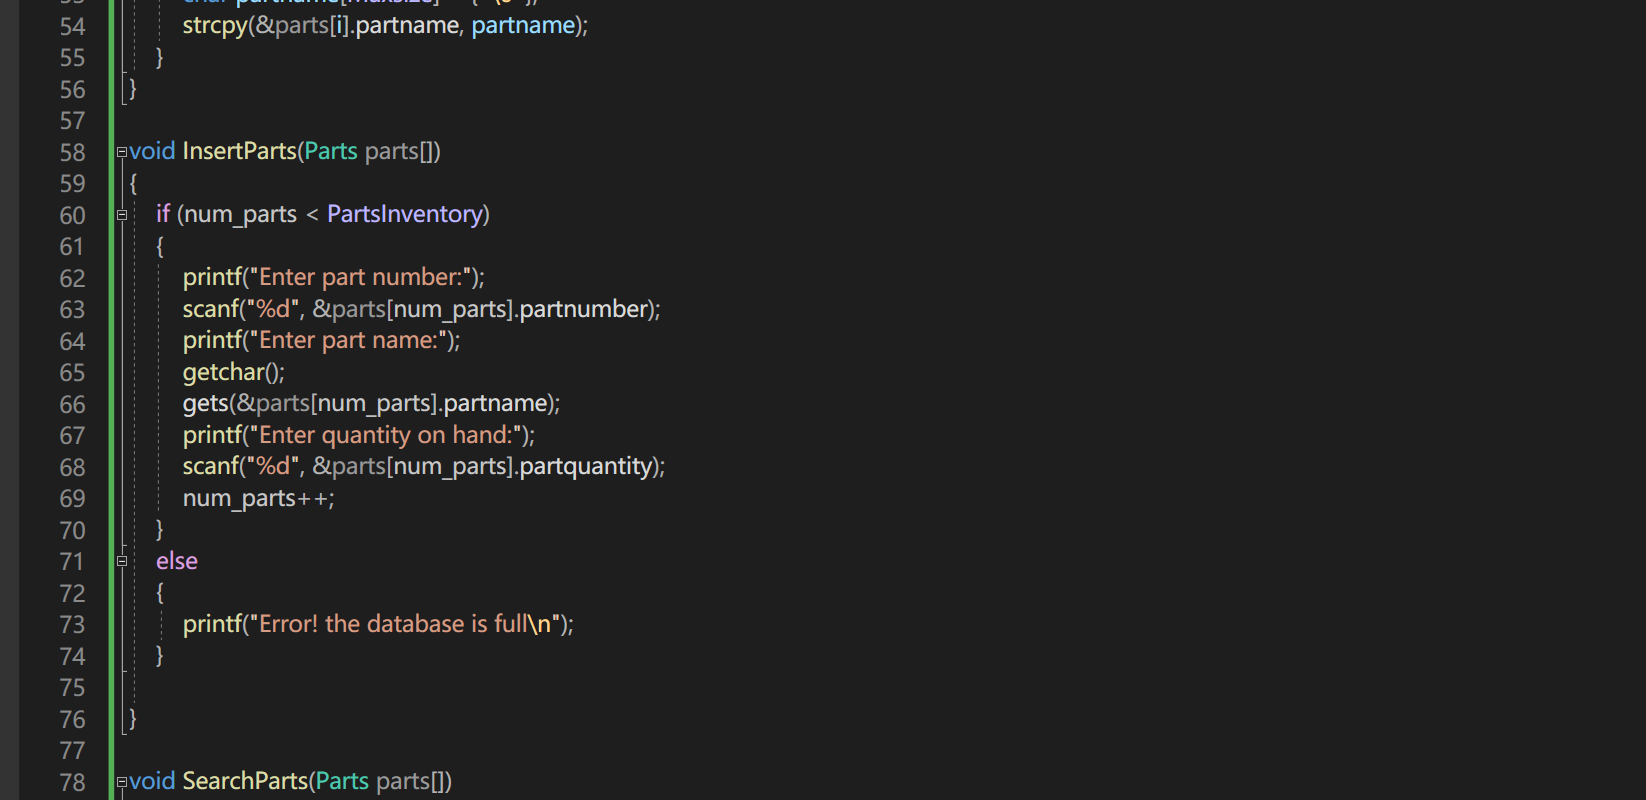 54 strcpy(&parts[i].partname, partname);
55 }
56 }
57
58 void InsertParts(Parts parts[])
59 {
60 if (num_parts < PartsInventory)
61 {
62 printf("Enter part number:");
63 scanf("%d", &parts[num_parts].partnumber);
64 printf("Enter part name:");
65 getchar();
66 gets(&parts[num_parts].partname);
67 printf("Enter quantity on hand:");
68 scanf("%d", &parts[num_parts].partquantity);
69 num_parts++;
70 }
71 else
72 {
73 printf("Error! the database is full\n");
74 }
75
76 }
77
78 void SearchParts(Parts parts[])